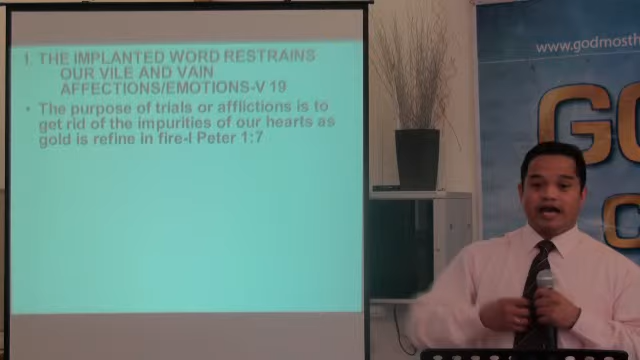 I. THE IMPLANTED WORD RESTRAINS
OUR VILE AND VAIN
AFFECTIONS/EMOTIONS-V 19
• The purpose of trials or afflictions is to
get rid of the impurities of our hearts as
gold is refine in fire-I Peter 1:7
www.godmosth
GO